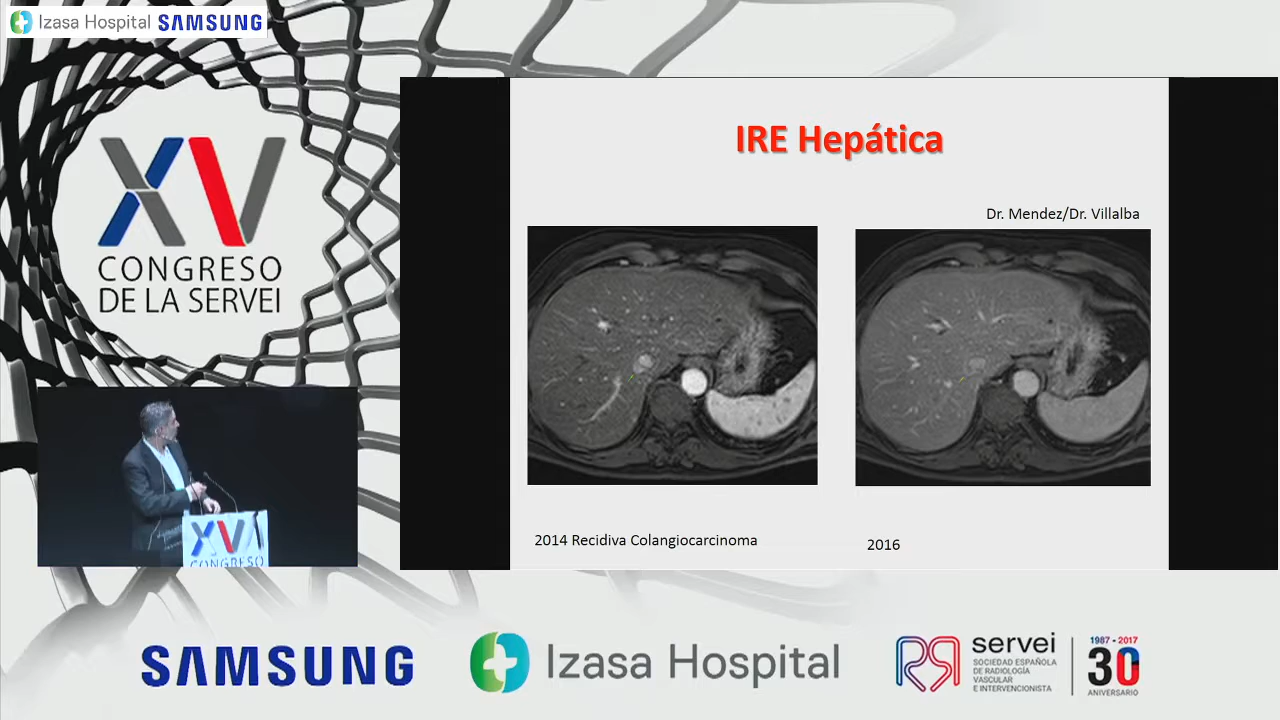 Izasa Hospital SAMSUNG
XV
CONGRESO
DE LA SERVEI
IRE Hepática
Dr. Mendez/Dr. Villalba
2014 Recidiva Colangiocarcinoma
2016
XV
CONGRESO
SAMSUNG
Izasa Hospital
servei
SOCIEDAD ESPAÑOLA
DE RADIOLOGÍA
VASCULAR
E INTERVENCIONISTA
1987 - 2017
30
ANIVERSARIO